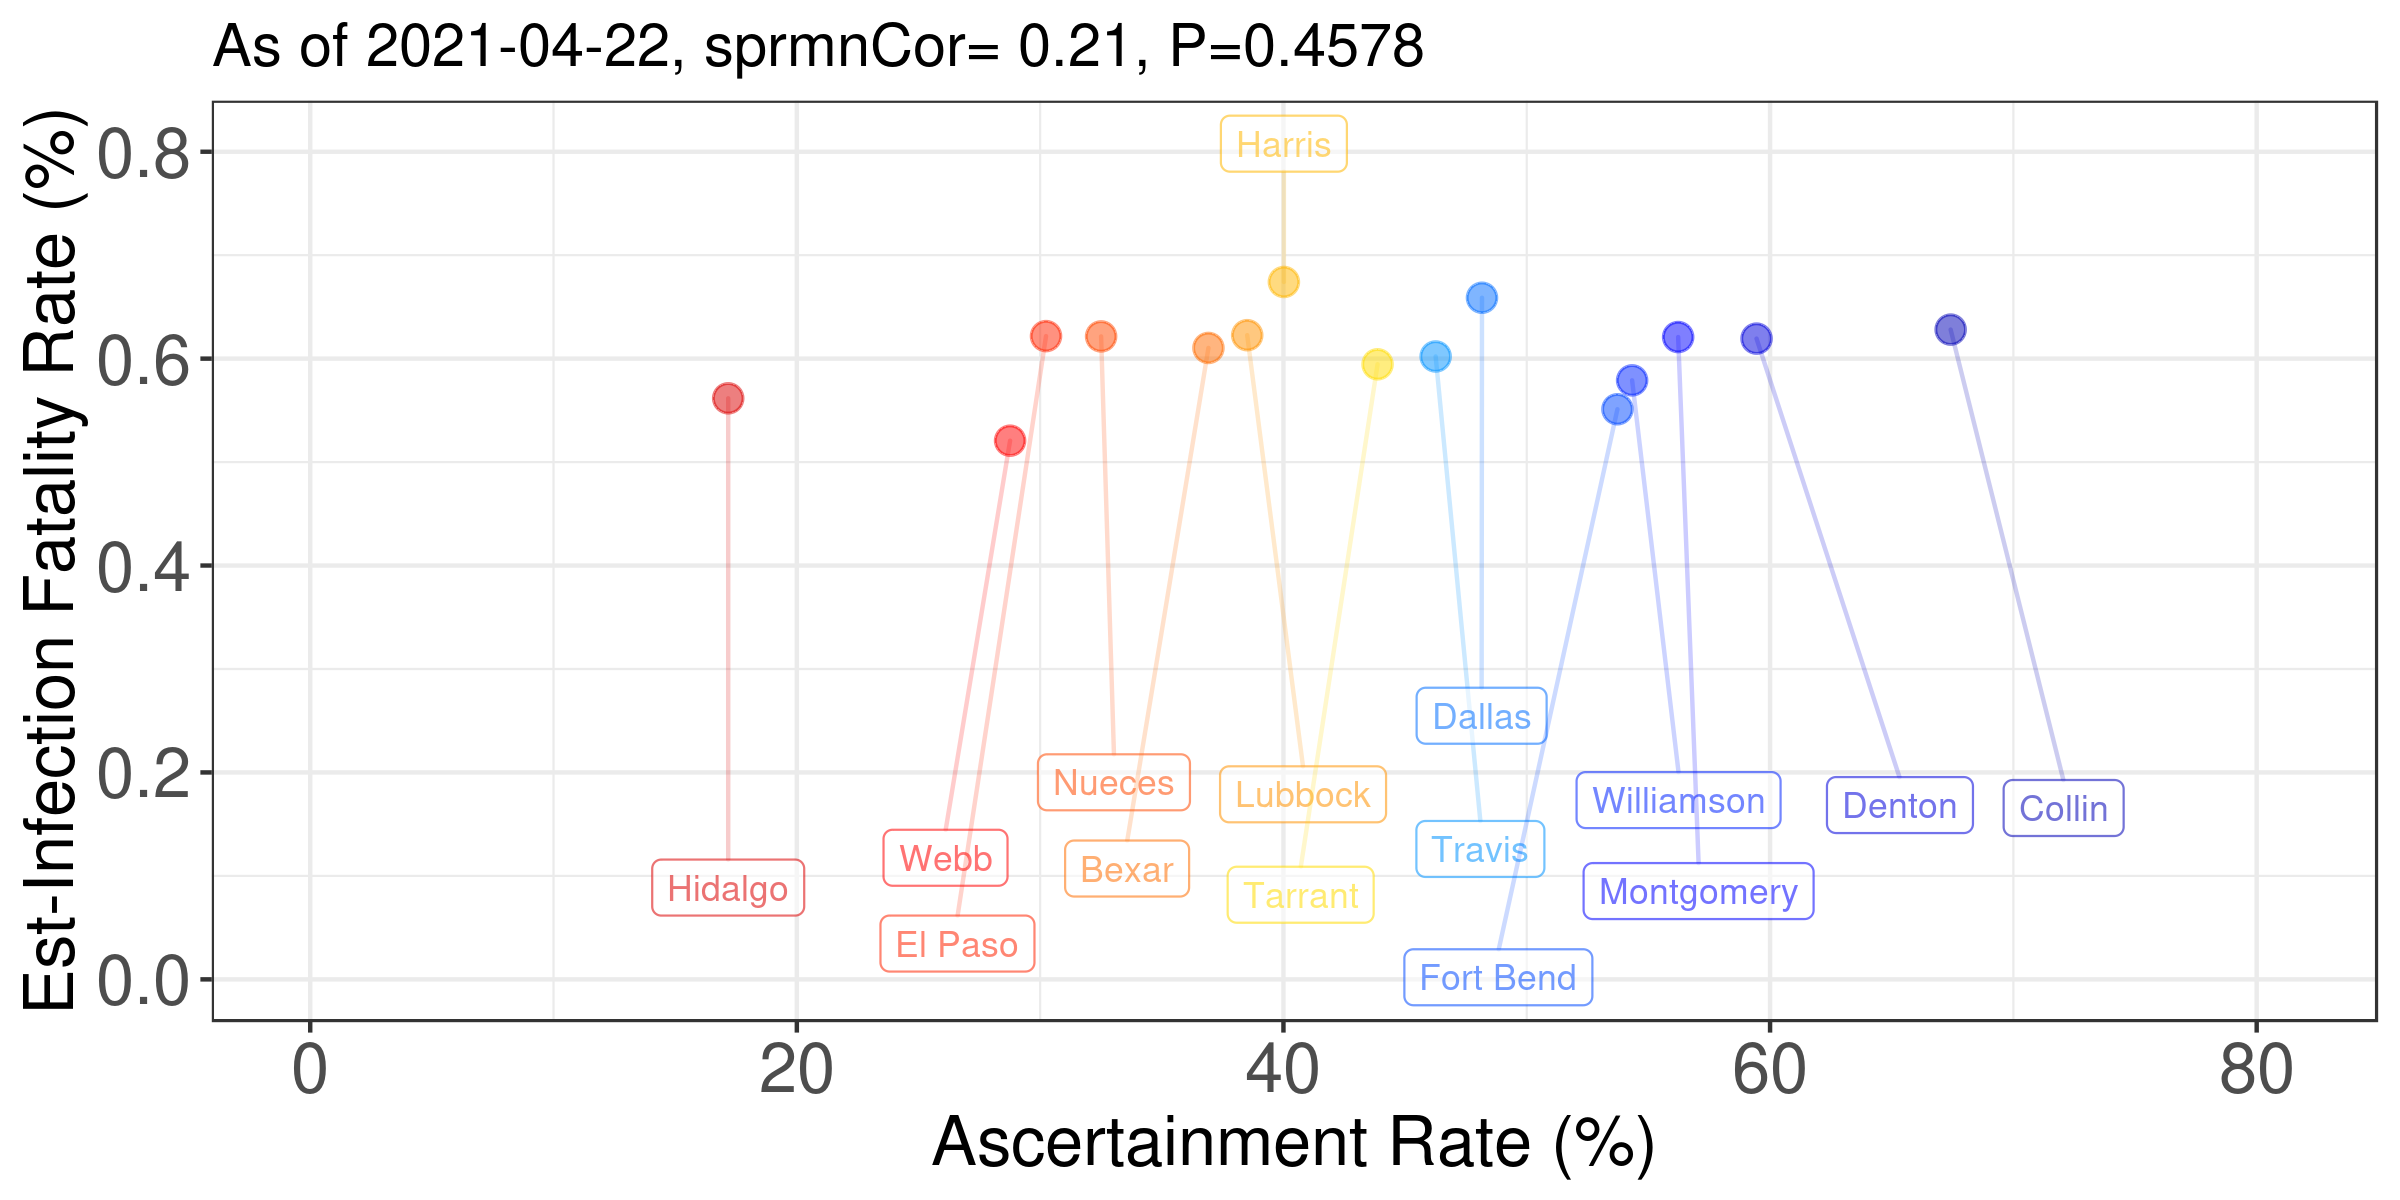 As of 2021-04-22, sprmnCor= 0.21, P=0.4578
Est-Infection Fatality Rate (%)
0.8
0.6
0.4
0.2
0.0
Harris
Dallas
Nueces
Lubbock
Williamson
Denton
Collin
Webb
Bexar
Travis
Hidalgo
Tarrant
Montgomery
El Paso
Fort Bend
0 20 40 60 80
Ascertainment Rate (%)